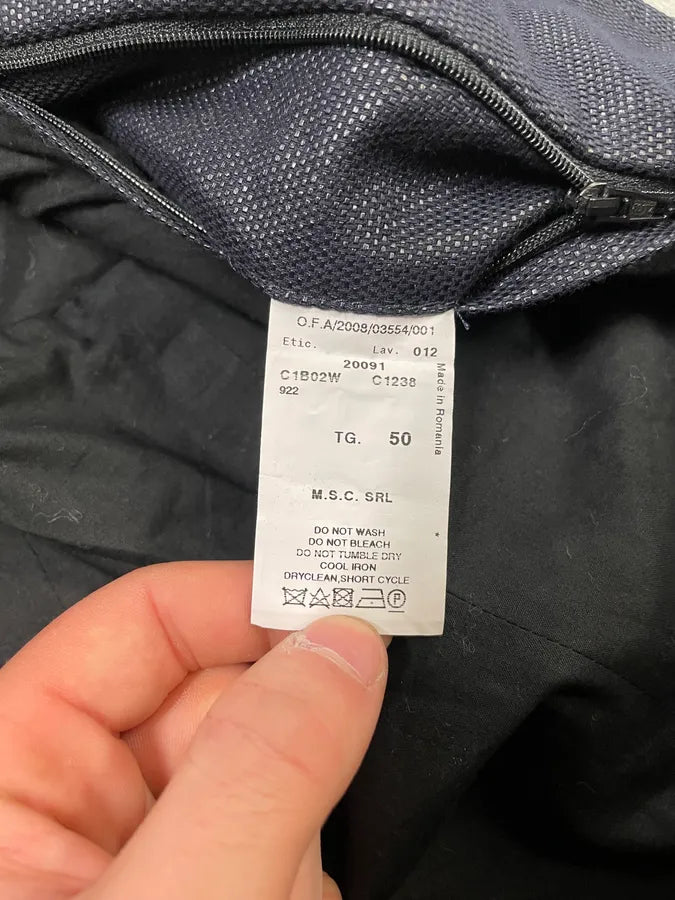 O.F.A/2008/03554/001
Etic. Lav. 012
20091
C1B02W C1238
922
Made in Romania
TG. 50
M.S.C. SRL
DO NOT WASH
DO NOT BLEACH
DO NOT TUMBLE DRY
COOL IRON
DRYCLEAN,SHORT CYCLE
P